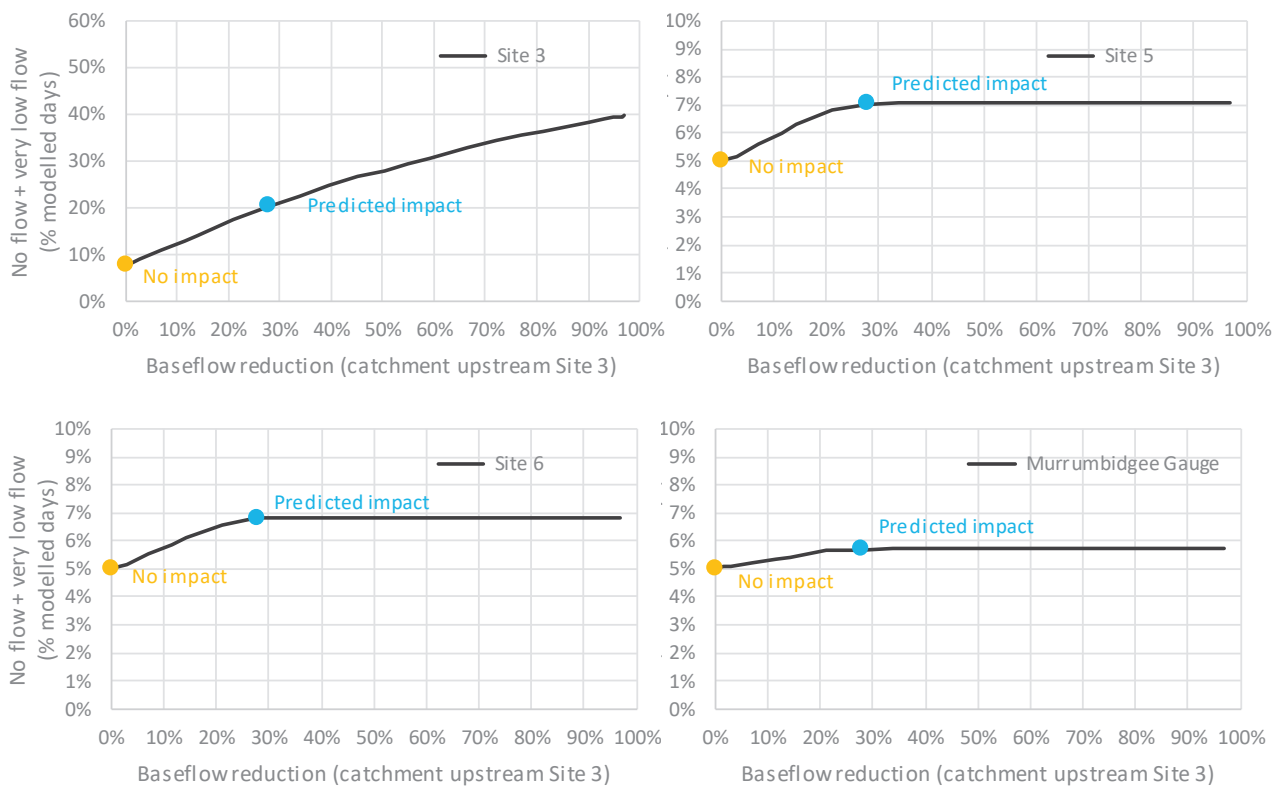 No flow + very low flow
(% modelled days)
60%
50%
40%
30%
20%
10%
0%
Site 3
Predicted impact
No impact
0% 10% 20% 30% 40% 50% 60% 70% 80% 90% 100%
Baseflow reduction (catchment upstream Site 3)
10%
9%
8%
7%
6%
5%
4%
3%
2%
1%
0%
Site 5
Predicted impact
No impact
0% 10% 20% 30% 40% 50% 60% 70% 80% 90% 100%
Baseflow reduction (catchment upstream Site 3)
No flow + very low flow
(% modelled days)
10%
9%
8%
7%
6%
5%
4%
3%
2%
1%
0%
Site 6
Predicted impact
No impact
0% 10% 20% 30% 40% 50% 60% 70% 80% 90% 100%
Baseflow reduction (catchment upstream Site 3)
10%
9%
8%
7%
6%
5%
4%
3%
2%
1%
0%
Murrumbidgee Gauge
Predicted impact
No impact
0% 10% 20% 30% 40% 50% 60% 70% 80% 90% 100%
Baseflow reduction (catchment upstream Site 3)